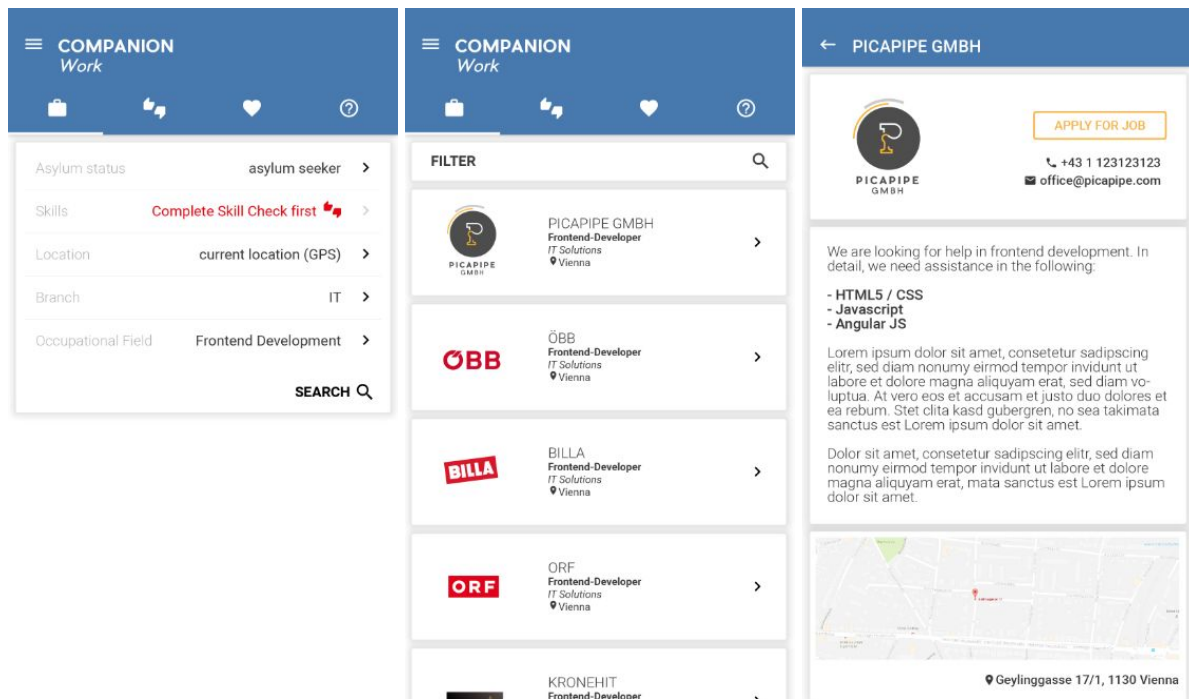 COMPANION
Work
Asylum status asylum seeker
Skills Complete Skill Check first
Location current location (GPS)
Branch IT
Occupational Field Frontend Development
SEARCH
COMPANION
Work
FILTER
PICAPIPE
GMBH
PICAPIPE GMBH
Frontend-Developer
IT Solutions
Vienna
ÖBB
ÖBB
Frontend-Developer
IT Solutions
Vienna
BILLA
BILLA
Frontend-Developer
IT Solutions
Vienna
ORF
ORF
Frontend-Developer
IT Solutions
Vienna
KRONEHIT
Frontend-Developer
PICAPIPE GMBH
PICAPIPE
GMBH
APPLY FOR JOB
+43 1 123123123
office@picapipe.com
We are looking for help in frontend development. In
detail, we need assistance in the following:
- HTML5 / CSS
- Javascript
- Angular JS
Lorem ipsum dolor sit amet, consetetur sadipscing
elitr, sed diam nonumy eirmod tempor invidunt ut
labore et dolore magna aliquyam erat, sed diam vo-
luptua. At vero eos et accusam et justo duo dolores et
ea rebum. Stet clita kasd gubergren, no sea takimata
sanctus est Lorem ipsum dolor sit amet.
Dolor sit amet, consetetur sadipscing elitr, sed diam
nonumy eirmod tempor invidunt ut labore et dolore
magna aliquyam erat, mata sanctus est Lorem ipsum
dolor sit amet.
Geylinggasse 17/1, 1130 Vienna